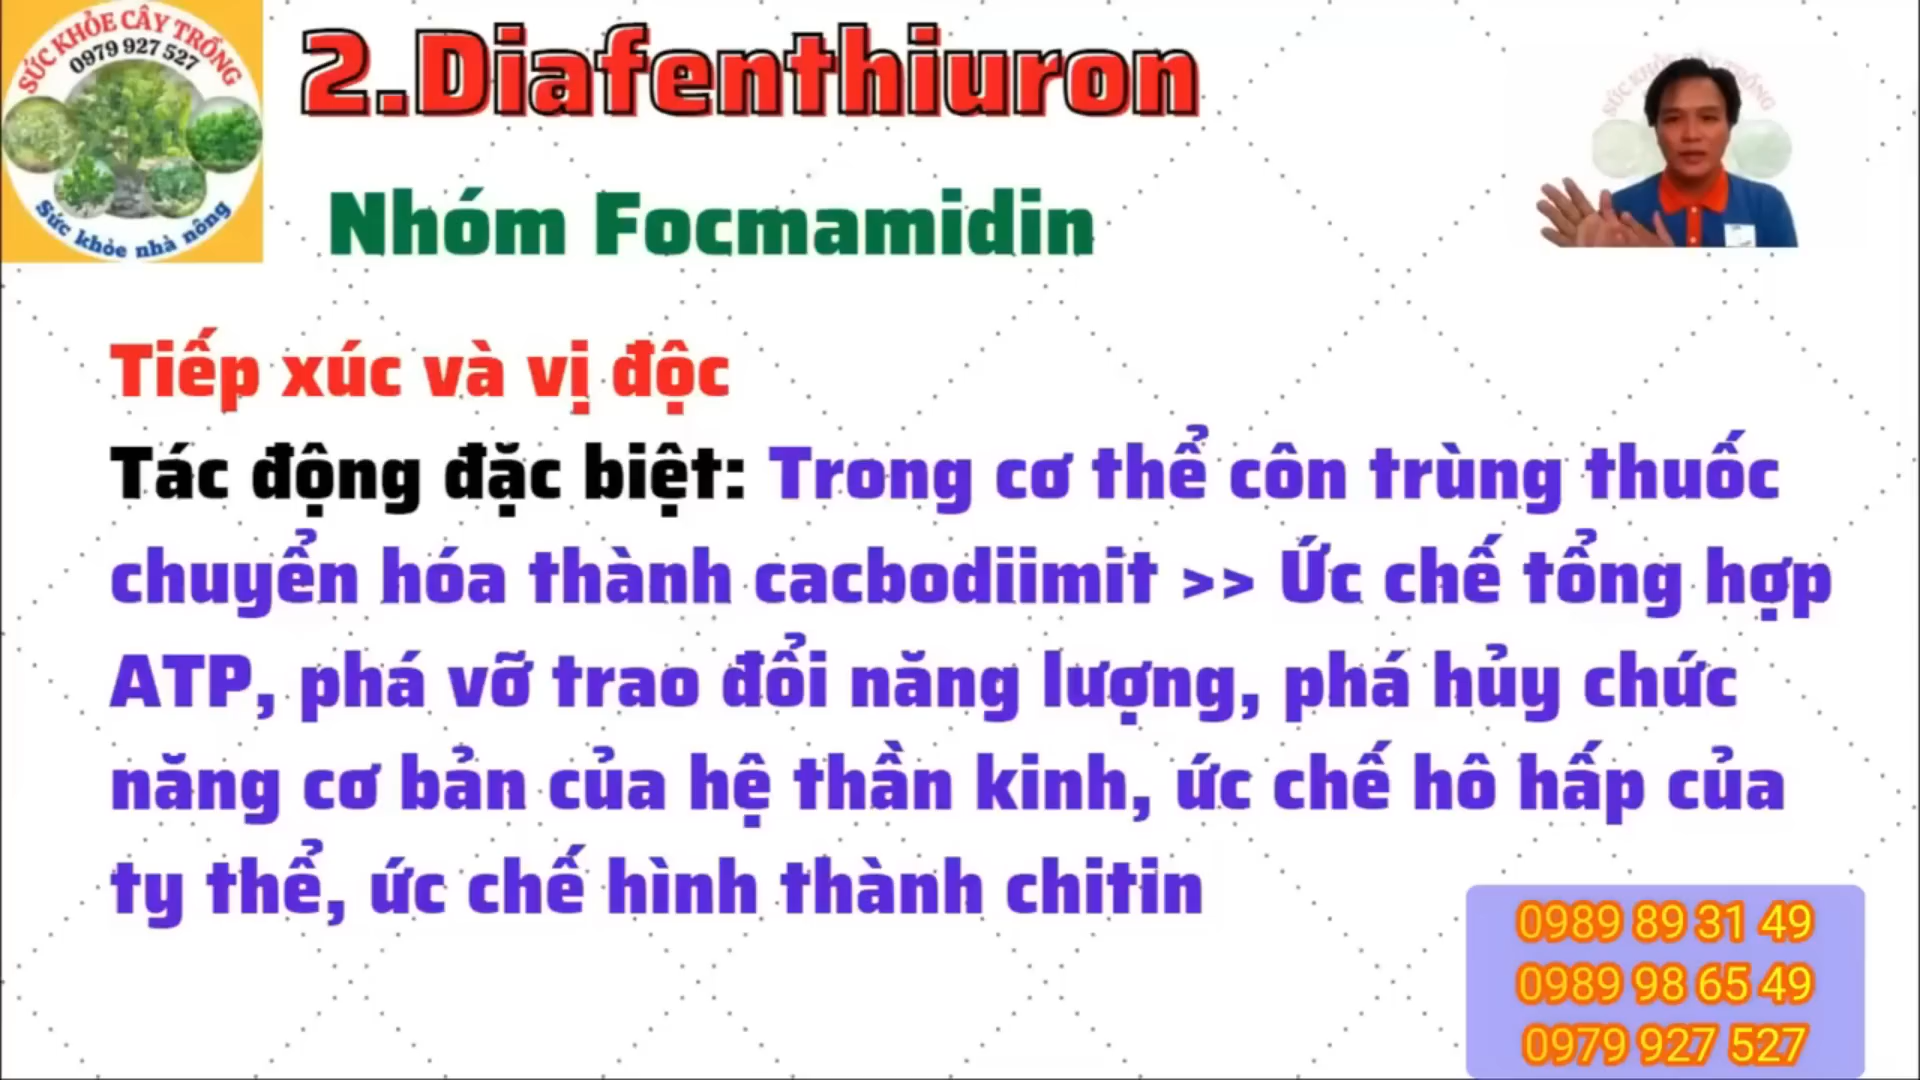 SỨC KHỎE CÂY TRỒNG
0979 927 527
Sức khỏe nhà nông
2.Diafenthiuron
Nhóm Focmamidin
Tiếp xúc và vị độc
Tác động đặc biệt: Trong cơ thể côn trùng thuốc
chuyển hóa thành cacbodiimit >> Ức chế tổng hợp
ATP, phá vỡ trao đổi năng lượng, phá hủy chức
năng cơ bản của hệ thần kinh, ức chế hô hấp của
ty thể, ức chế hình thành chitin
0989 89 31 49
0989 98 65 49
0979 927 527